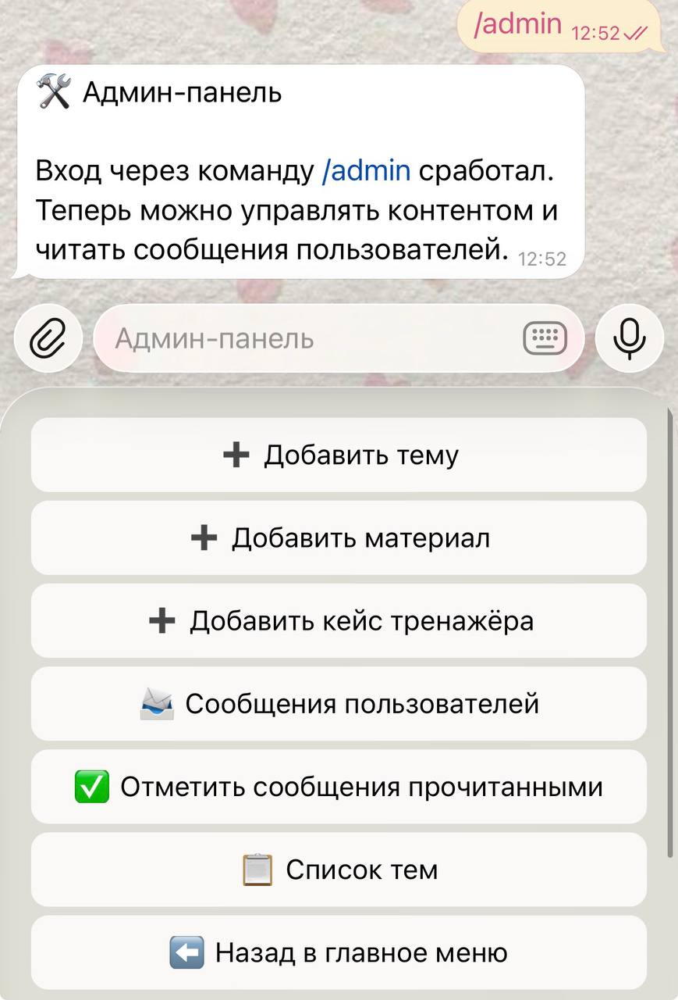 /admin 12:52
🛠 Админ-панель
Вход через команду /admin сработал.
Теперь можно управлять контентом и
читать сообщения пользователей. 12:52
Админ-панель
➕ Добавить тему
➕ Добавить материал
➕ Добавить кейс тренажёра
📨 Сообщения пользователей
✅ Отметить сообщения прочитанными
📋 Список тем
⬅️ Назад в главное меню